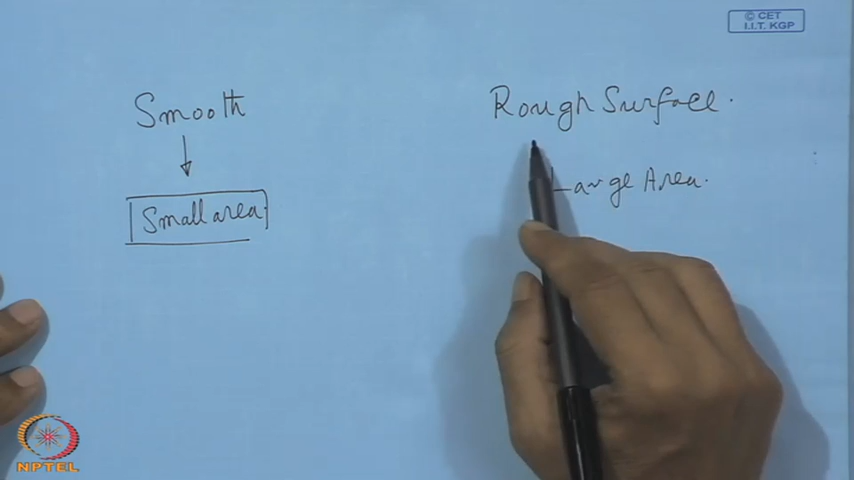 © CET
I.I.T. KGP
Smooth
Rough Surface.
Small area.
Large Area.
NPTEL